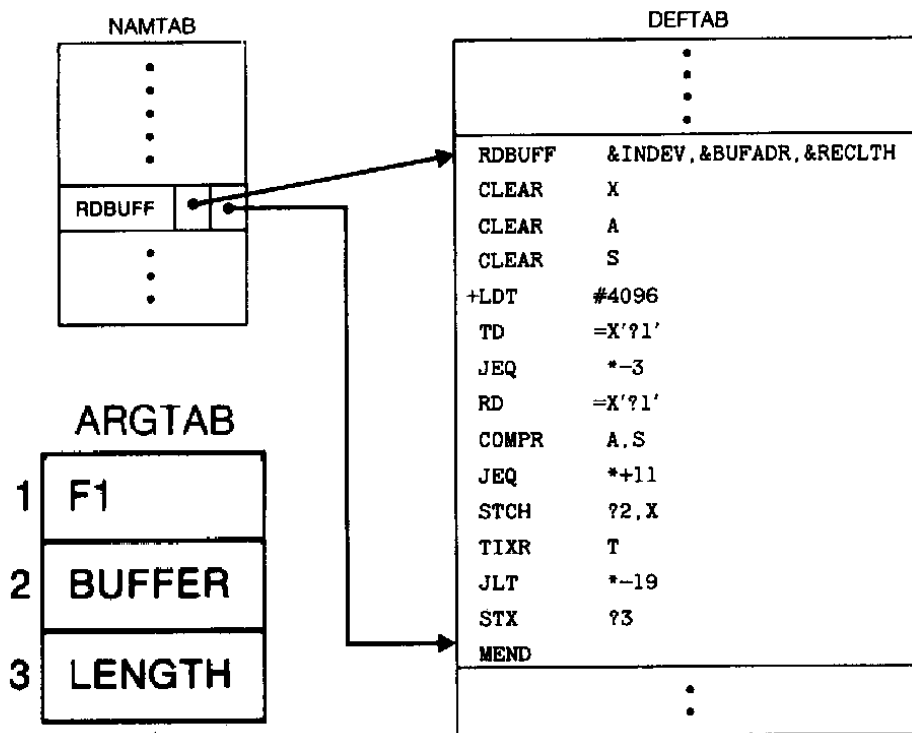 NAMTAB
RDBUFF
ARGTAB
1 F1
2 BUFFER
3 LENGTH
DEFTAB
RDBUFF &INDEV,&BUFADR,&RECLTH
CLEAR X
CLEAR A
CLEAR S
+LDT #4096
TD =X'?1'
JEQ *-3
RD =X'?1'
COMPR A,S
JEQ *+11
STCH ?2,X
TIXR T
JLT *-19
STX ?3
MEND